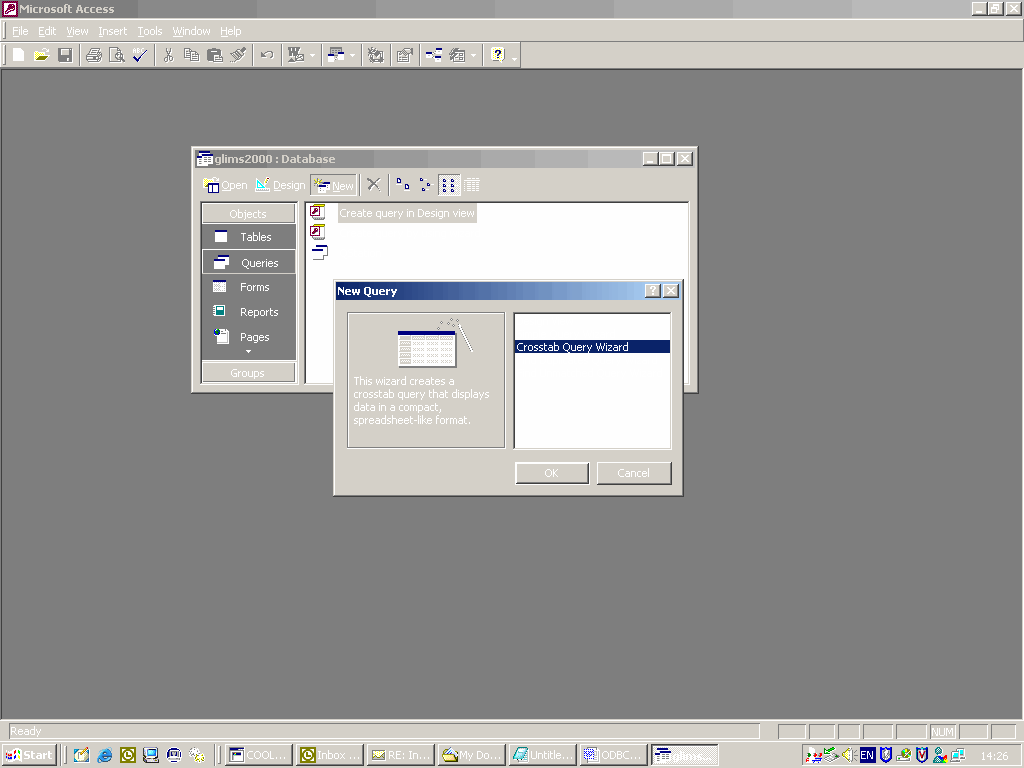 Microsoft Access
File Edit View Insert Tools Window Help
glims2000 : Database
Open Design New
Objects
Tables
Queries
Forms
Reports
Pages
Groups
Create query in Design view
New Query
This wizard creates a
crosstab query that displays
data in a compact,
spreadsheet-like format.
Crosstab Query Wizard
OK Cancel
Ready
NUM
Start
COOL...
Inbox ...
RE: In...
My Do...
Untitle...
ODBC...
glims...
EN
14:26